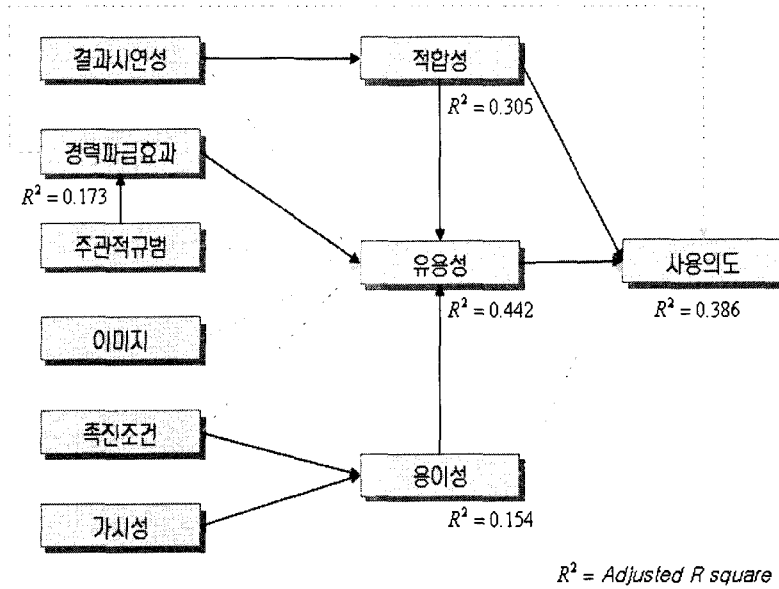 결과시연성
적합성
R² = 0.305
경력파급효과
R² = 0.173
주관적규범
유용성
R² = 0.442
사용의도
R² = 0.386
이미지
촉진조건
용이성
R² = 0.154
가시성
R² = Adjusted R square